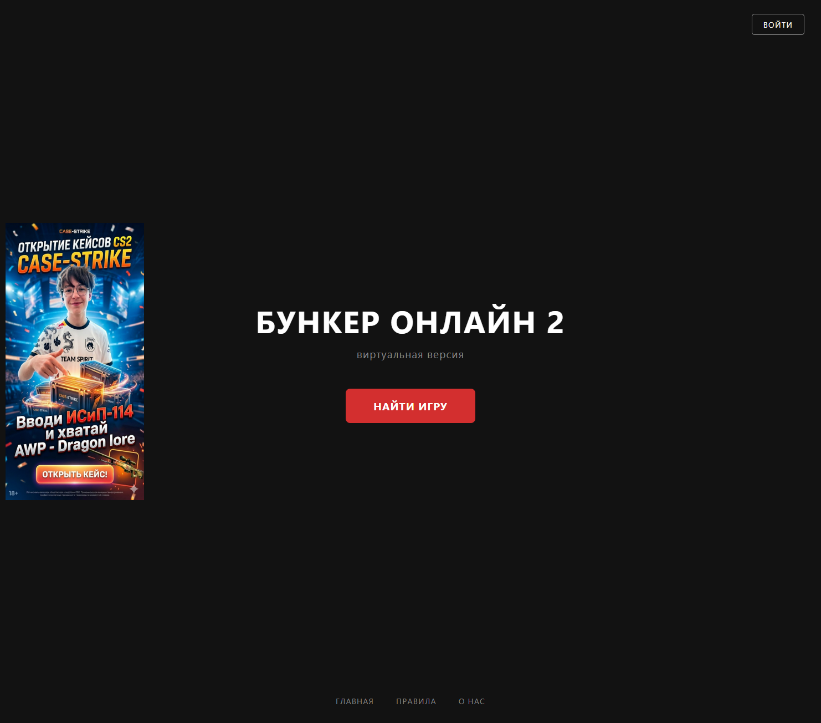 ВОЙТИ
CASE-STRIKE
ОТКРЫТИЕ КЕЙСОВ CS2
CASE-STRIKE
TEAM SPIRIT
Вводи ИСиП-114
и хватай
AWP - Dragon lore
ОТКРЫТЬ КЕЙС!
18+
БУНКЕР ОНЛАЙН 2
виртуальная версия
НАЙТИ ИГРУ
ГЛАВНАЯ ПРАВИЛА О НАС